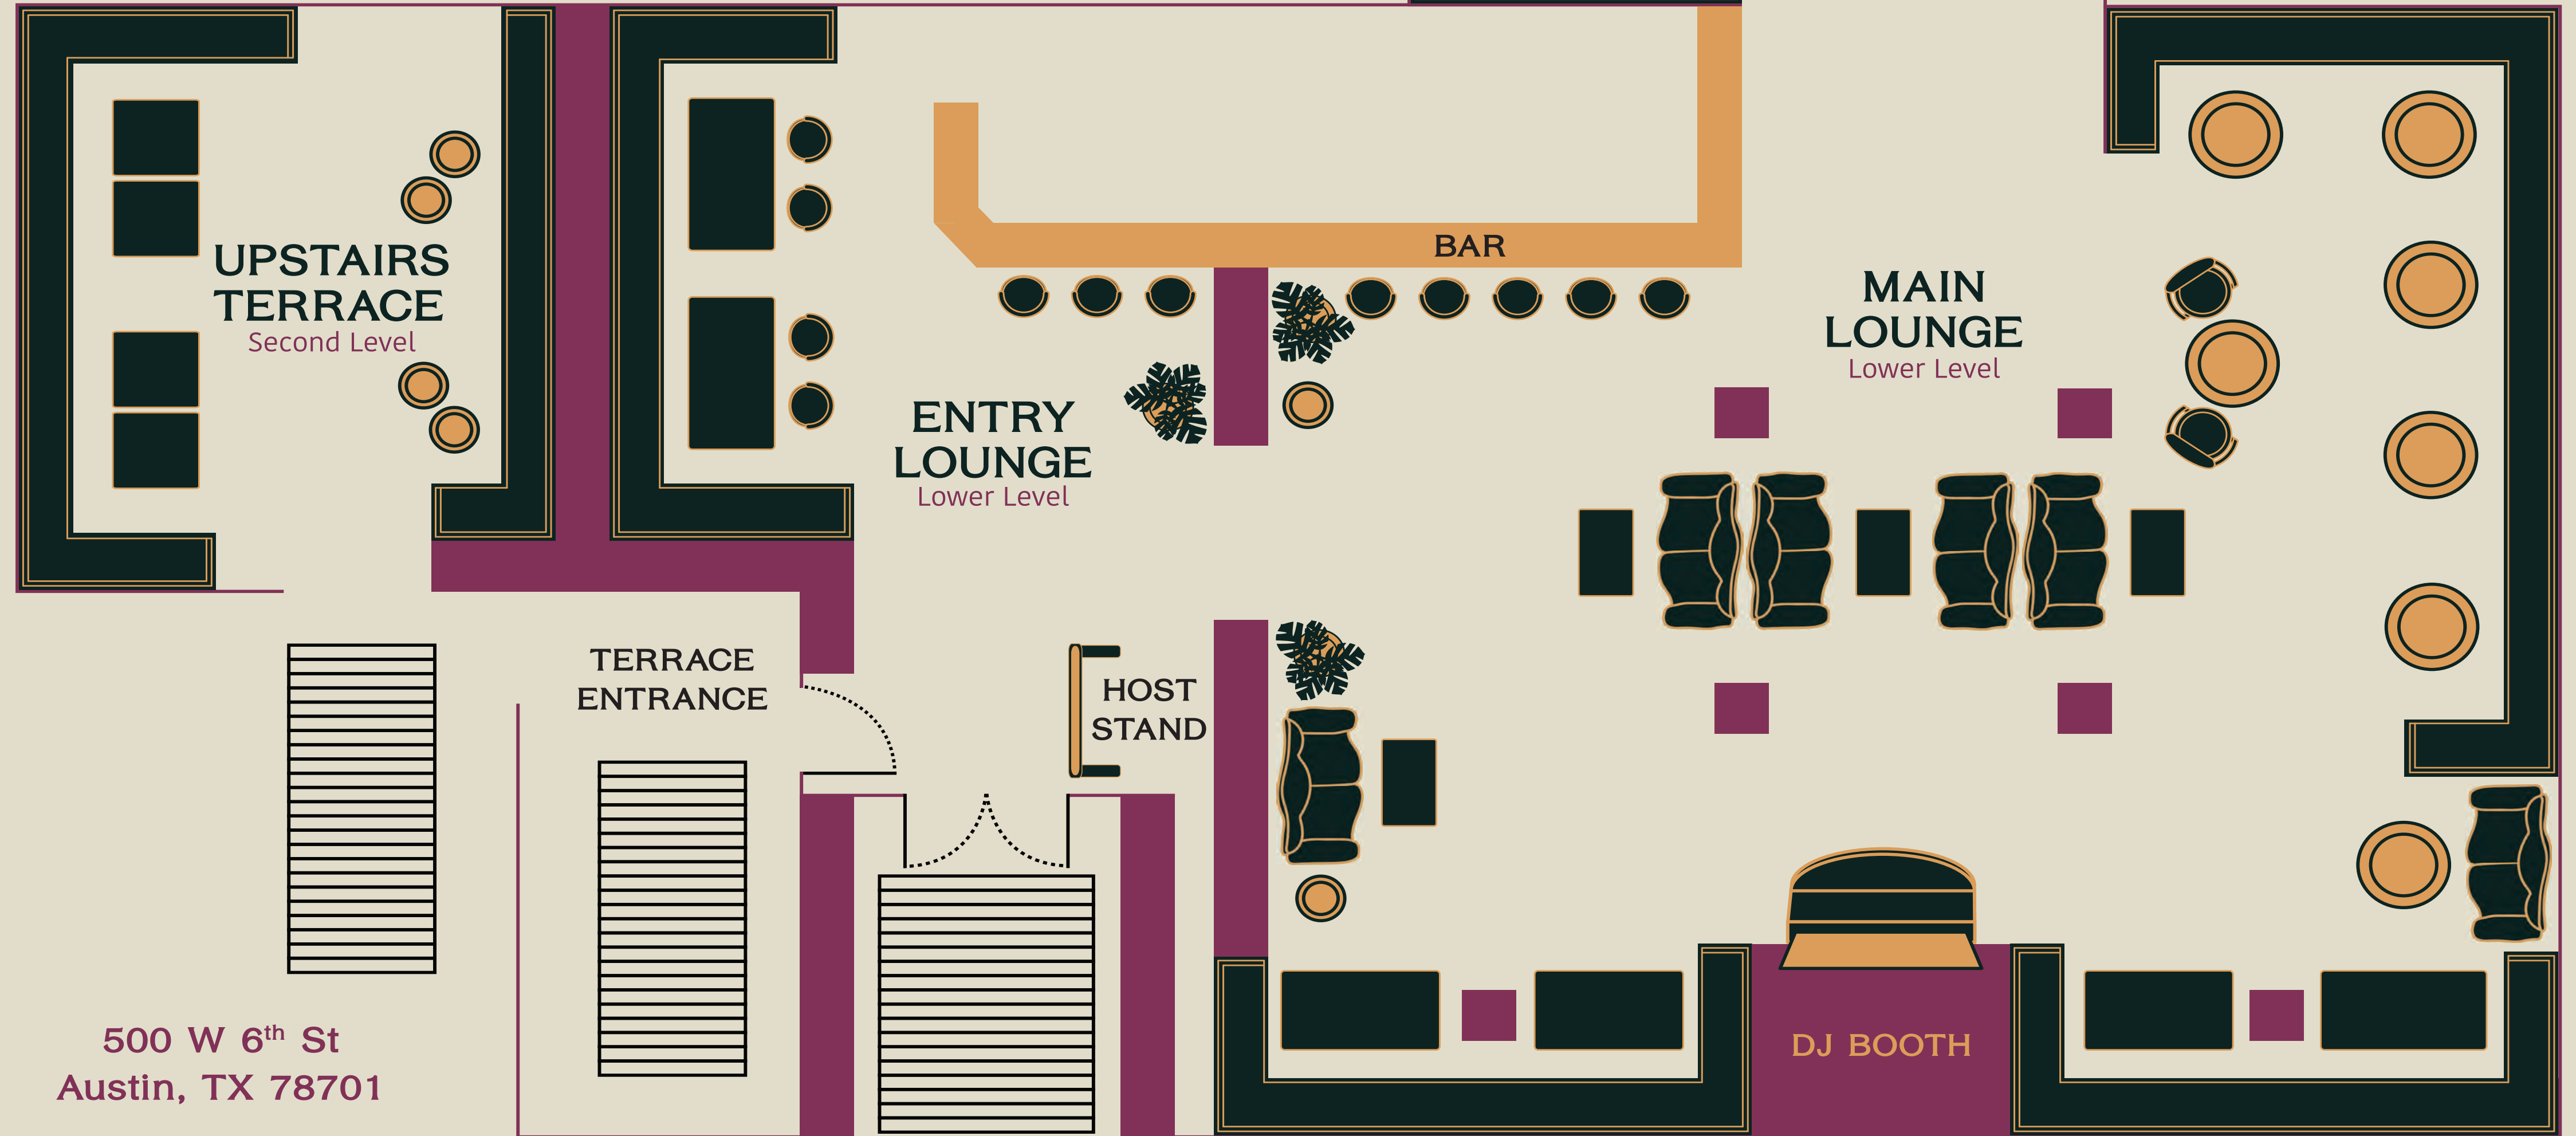 UPSTAIRS
TERRACE
Second Level
BAR
MAIN
LOUNGE
Lower Level
ENTRY
LOUNGE
Lower Level
TERRACE
ENTRANCE
HOST
STAND
500 W 6th St
Austin, TX 78701
DJ BOOTH